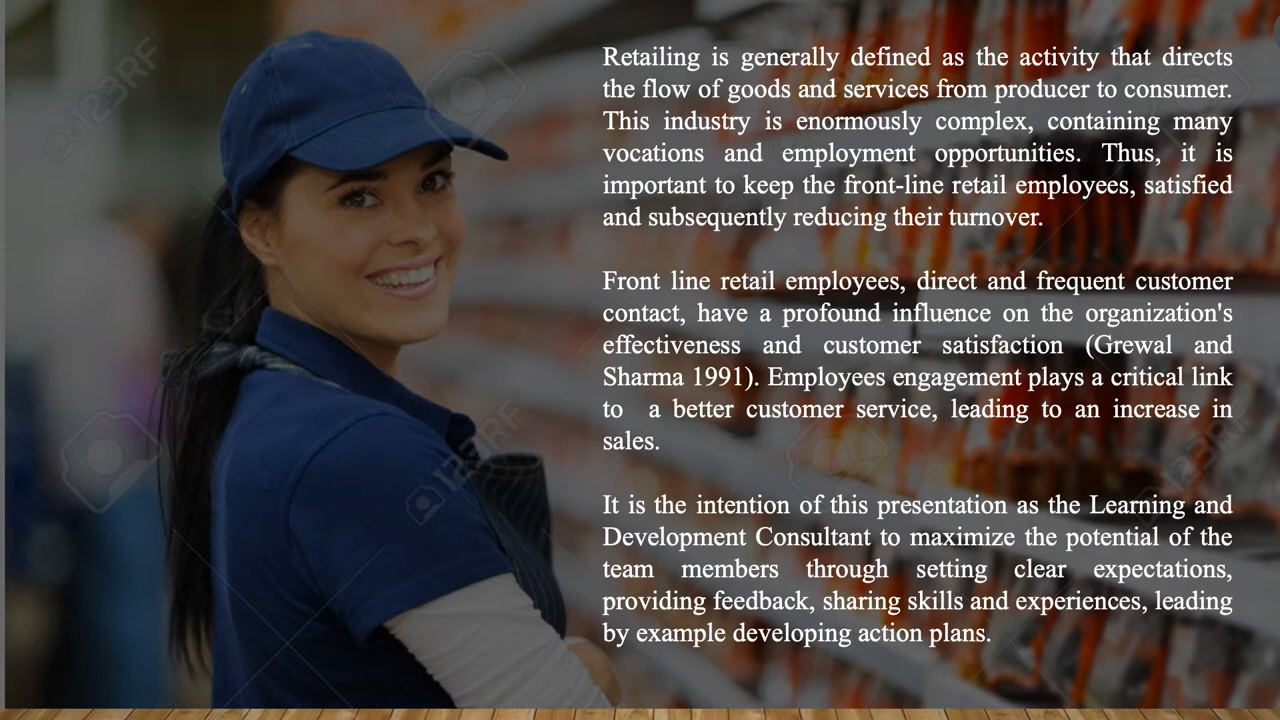 Retailing is generally defined as the activity that directs
the flow of goods and services from producer to consumer.
This industry is enormously complex, containing many
vocations and employment opportunities. Thus, it is
important to keep the front-line retail employees, satisfied
and subsequently reducing their turnover.
Front line retail employees, direct and frequent customer
contact, have a profound influence on the organization's
effectiveness and customer satisfaction (Grewal and
Sharma 1991). Employees engagement plays a critical link
to a better customer service, leading to an increase in
sales.
It is the intention of this presentation as the Learning and
Development Consultant to maximize the potential of the
team members through setting clear expectations,
providing feedback, sharing skills and experiences, leading
by example developing action plans.
123RF
123RF
123RF